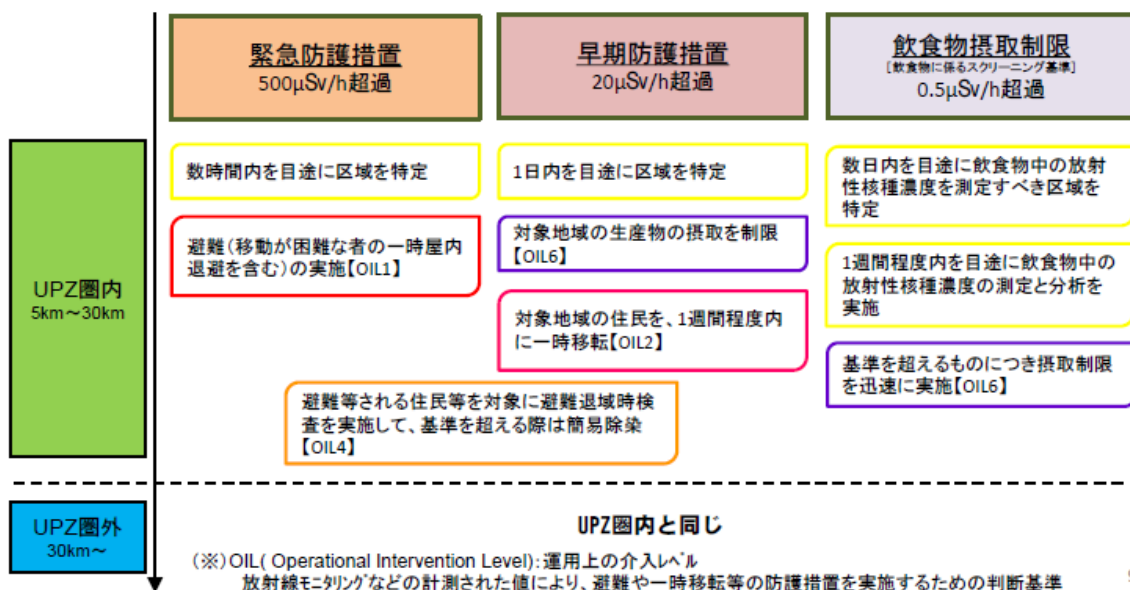 緊急防護措置
500μSv/h超過
早期防護措置
20μSv/h超過
飲食物摂取制限
[飲食物に係るスクリーニング基準]
0.5μSv/h超過
UPZ圏内
5km～30km
数時間内を目途に区域を特定
避難（移動が困難な者の一時屋内
退避を含む）の実施【OIL1】
1日内を目途に区域を特定
対象地域の生産物の摂取を制限
【OIL6】
対象地域の住民を、1週間程度内
に一時移転【OIL2】
数日内を目途に飲食物中の放射
性核種濃度を測定すべき区域を
特定
1週間程度内を目途に飲食物中の
放射性核種濃度の測定と分析を
実施
基準を超えるものにつき摂取制限
を迅速に実施【OIL6】
避難等される住民等を対象に避難退域時検
査を実施して、基準を超える際は簡易除染
【OIL4】
UPZ圏外
30km～
UPZ圏内と同じ
（※）OIL( Operational Intervention Level)：運用上の介入ﾚﾍﾞﾙ
放射線ﾓﾆﾀﾘﾝｸﾞなどの計測された値により、避難や一時移転等の防護措置を実施するための判断基準